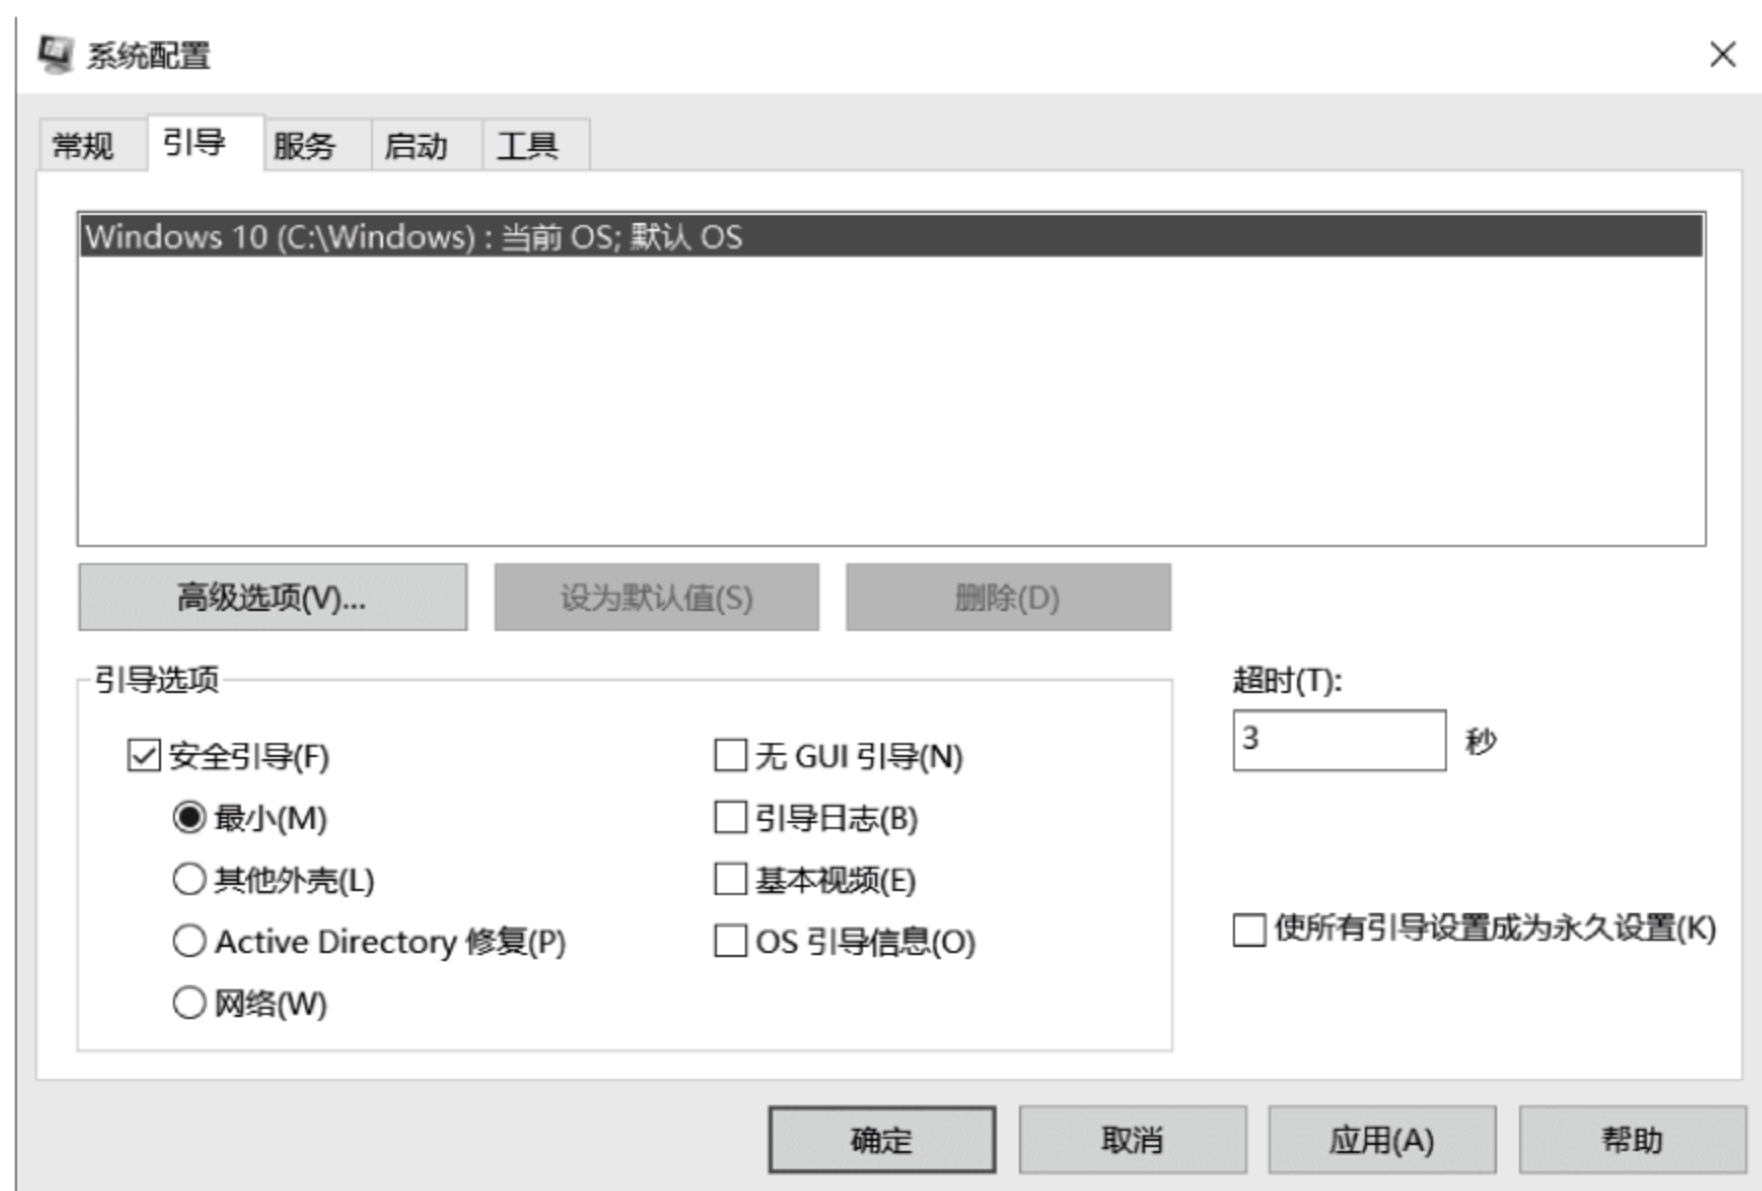 系统配置
常规 引导 服务 启动 工具
Windows 10 (C:\Windows) : 当前 OS; 默认 OS
高级选项(V)... 设为默认值(S) 删除(D)
引导选项
安全引导(F)
最小(M)
其他外壳(L)
Active Directory 修复(P)
网络(W)
无 GUI 引导(N)
引导日志(B)
基本视频(E)
OS 引导信息(O)
超时(T):
3 秒
使所有引导设置成为永久设置(K)
确定 取消 应用(A) 帮助